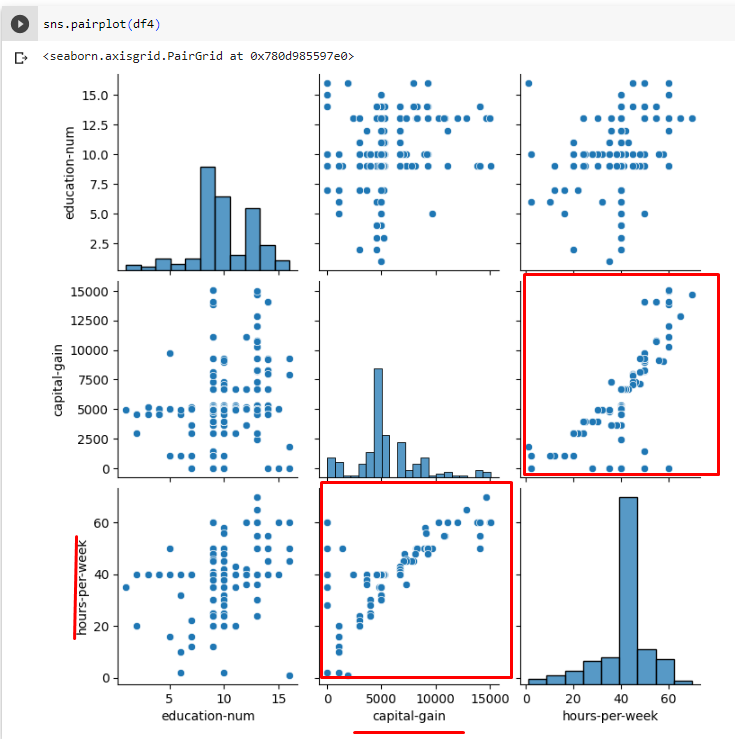 sns.pairplot(df4)
<seaborn.axisgrid.PairGrid at 0x780d985597e0>
15.0
12.5
10.0
7.5
5.0
2.5
education-num
15000
12500
10000
7500
5000
2500
0
capital-gain
60
40
20
0
hours-per-week
5 10 15
0 5000 10000 15000
0 20 40 60
education-num
capital-gain
hours-per-week